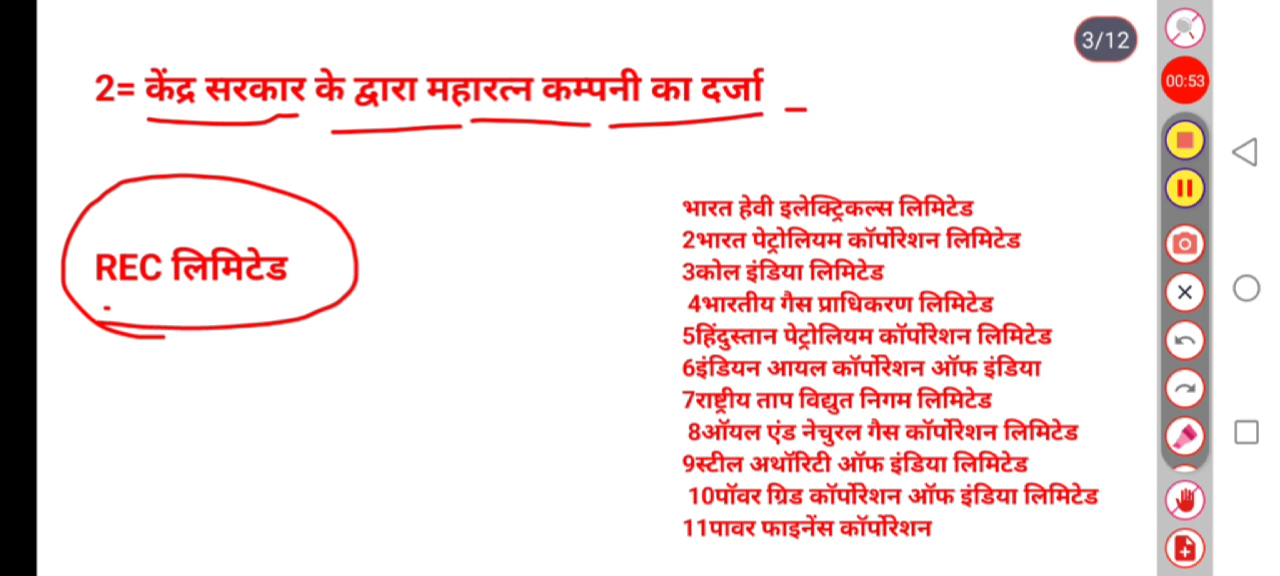 3/12
00:53
2= केंद्र सरकार के द्वारा महारत्न कम्पनी का दर्जा _
REC लिमिटेड
भारत हेवी इलेक्ट्रिकल्स लिमिटेड
2भारत पेट्रोलियम कॉर्पोरेशन लिमिटेड
3कोल इंडिया लिमिटेड
4भारतीय गैस प्राधिकरण लिमिटेड
5हिंदुस्तान पेट्रोलियम कॉर्पोरेशन लिमिटेड
6इंडियन आयल कॉर्पोरेशन ऑफ इंडिया
7राष्ट्रीय ताप विद्युत निगम लिमिटेड
8ऑयल एंड नेचुरल गैस कॉर्पोरेशन लिमिटेड
9स्टील अथॉरिटी ऑफ इंडिया लिमिटेड
10पॉवर ग्रिड कॉर्पोरेशन ऑफ इंडिया लिमिटेड
11पावर फाइनेंस कॉर्पोरेशन